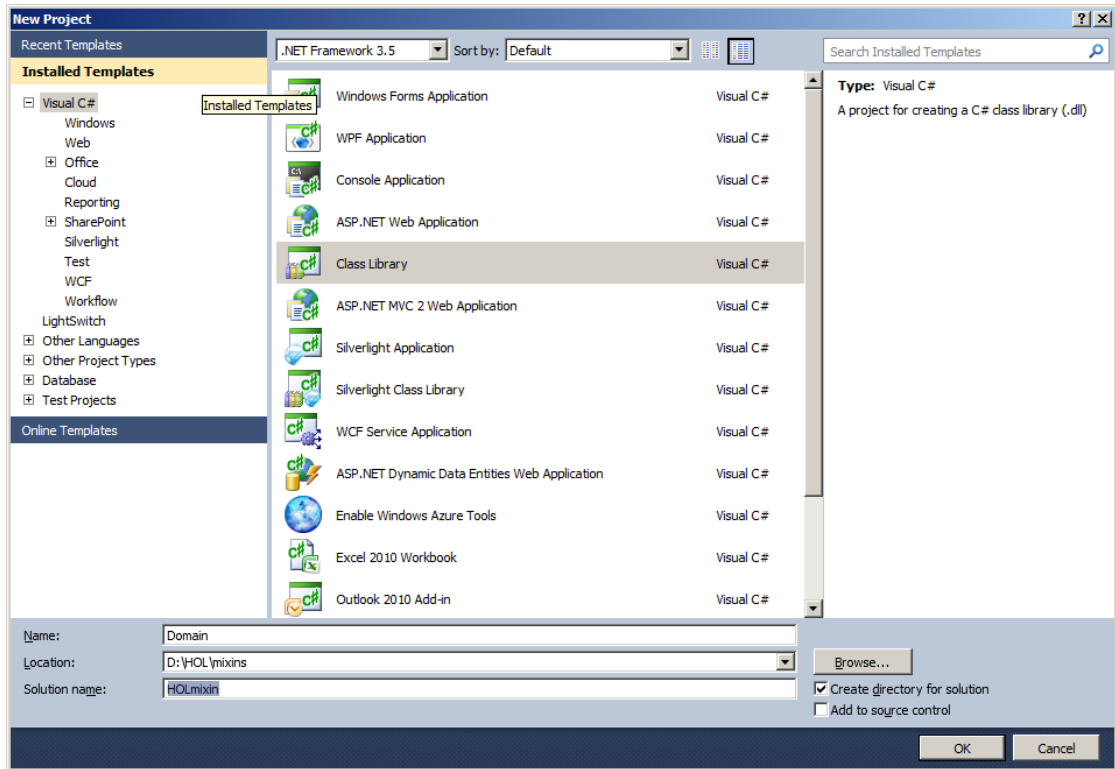 New Project
Recent Templates
Installed Templates
Visual C#
Windows
Web
Office
Cloud
Reporting
SharePoint
Silverlight
Test
WCF
Workflow
LightSwitch
Other Languages
Other Project Types
Database
Test Projects
Online Templates
.NET Framework 3.5 Sort by: Default
Installed Templates
Windows Forms Application Visual C#
WPF Application Visual C#
Console Application Visual C#
ASP.NET Web Application Visual C#
Class Library Visual C#
ASP.NET MVC 2 Web Application Visual C#
Silverlight Application Visual C#
Silverlight Class Library Visual C#
WCF Service Application Visual C#
ASP.NET Dynamic Data Entities Web Application Visual C#
Enable Windows Azure Tools Visual C#
Excel 2010 Workbook Visual C#
Outlook 2010 Add-in Visual C#
Search Installed Templates
Type: Visual C#
A project for creating a C# class library (.dll)
Name: Domain
Location: D:\HOL\mixins
Browse...
Solution name: HOLmixin
Create directory for solution
Add to source control
OK Cancel